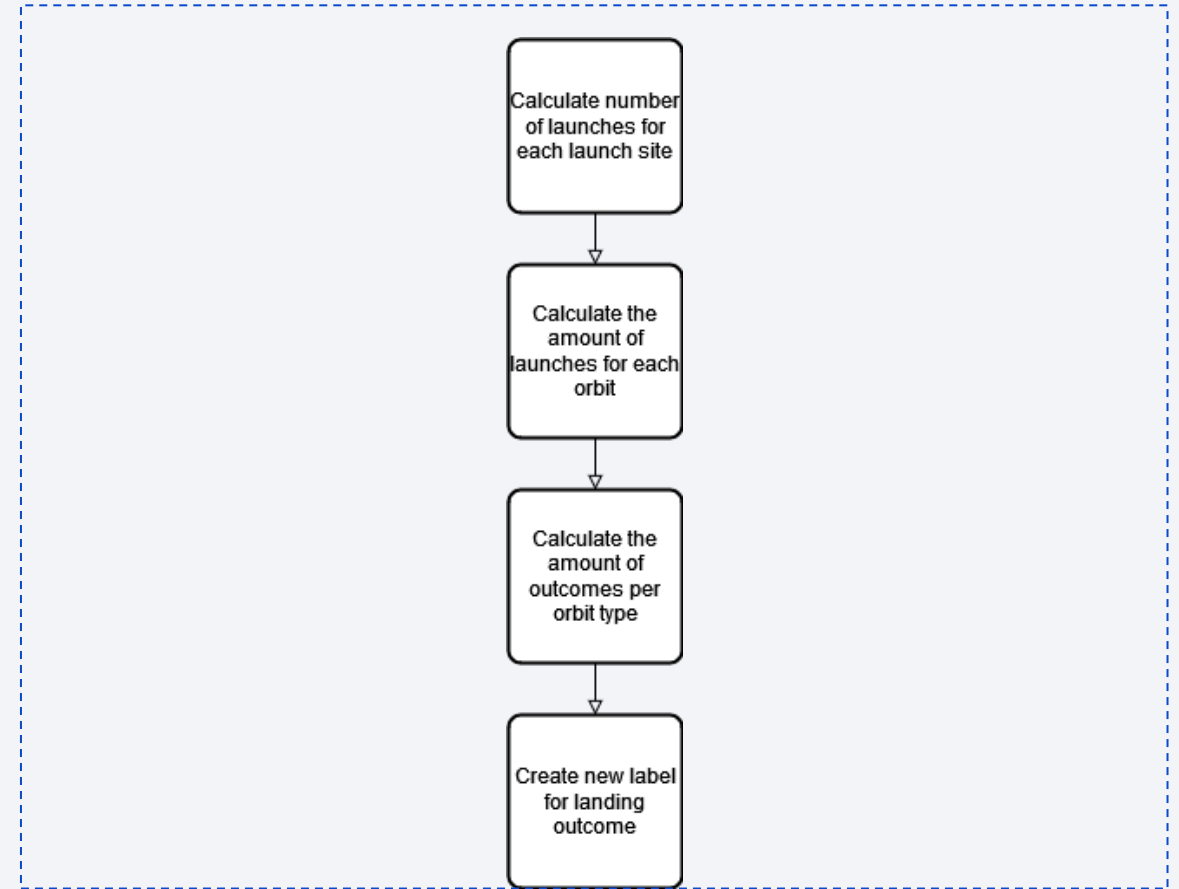 Calculate number
of launches for
each launch site
Calculate the
amount of
launches for each
orbit
Calculate the
amount of
outcomes per
orbit type
Create new label
for landing
outcome